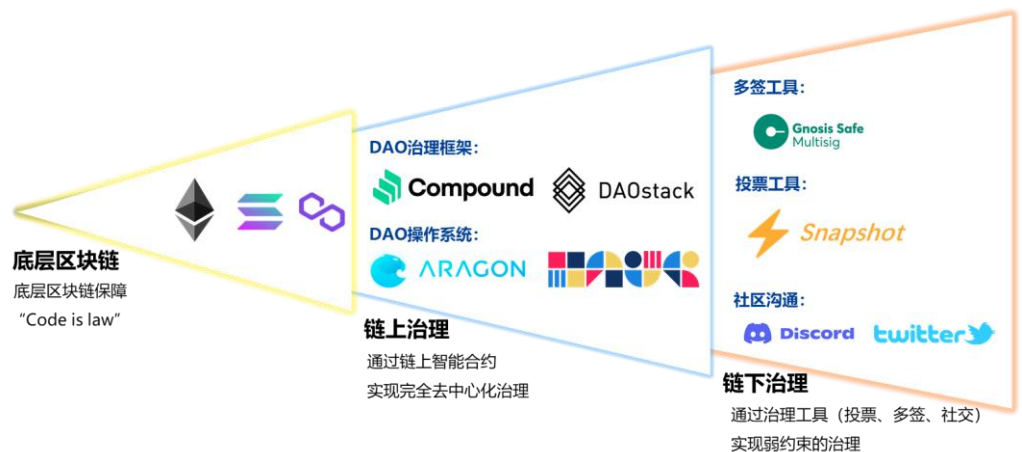 底层区块链
底层区块链保障
“Code is law”
DAO治理框架：
Compound
DAOstack
DAO操作系统：
ARAGON
链上治理
通过链上智能合约
实现完全去中心化治理
多签工具：
Gnosis Safe
Multisig
投票工具：
Snapshot
社区沟通：
Discord
twitter
链下治理
通过治理工具（投票、多签、社交）
实现弱约束的治理